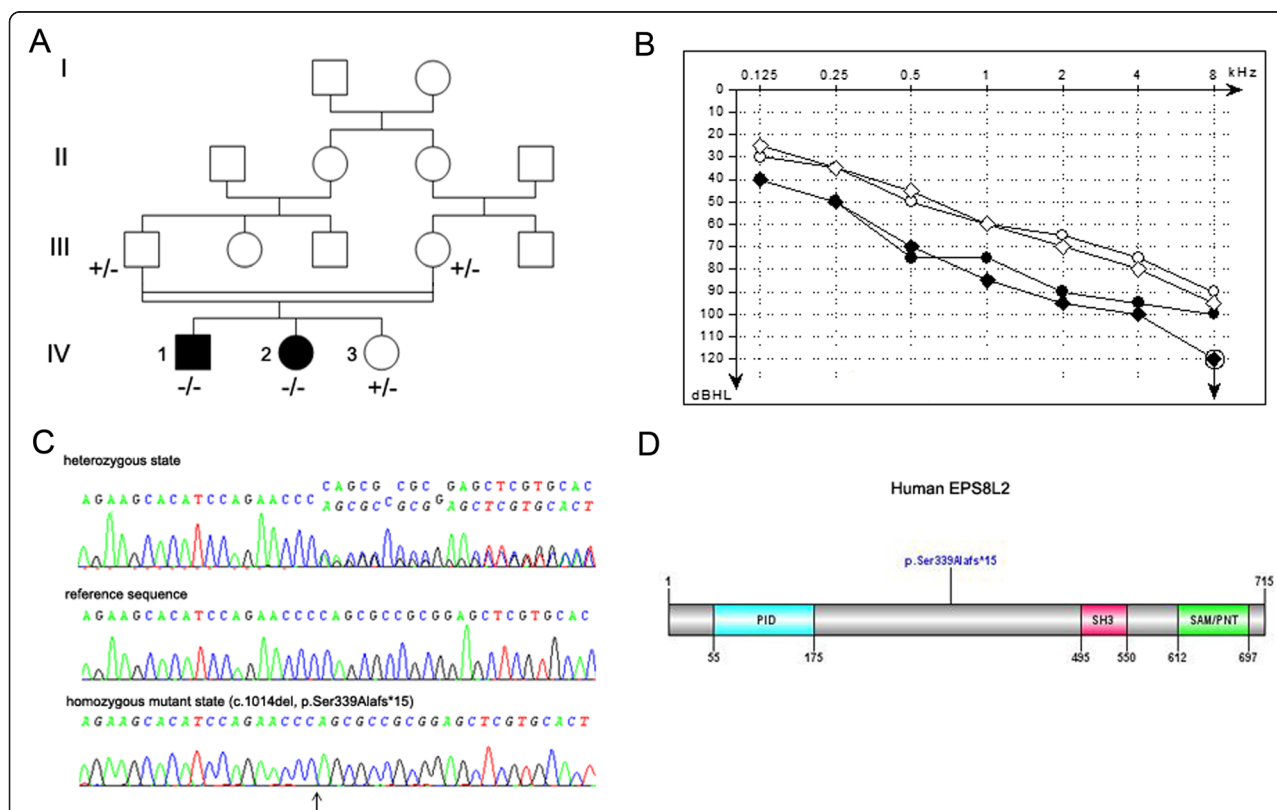 A
I
II
III
+/-
+/-
IV
1
2
3
-/-
-/-
+/-
B
0.125 0.25 0.5 1 2 4 8 kHz
0
10
20
30
40
50
60
70
80
90
100
110
120
dBHL
C
heterozygous state
CAGCG CGC GAGCTCGTGCAC
AGAAGCACATCCAGAACCC
AGCGCCGCGGAGCTCGTGCACT
reference sequence
AGAAGCACATCCAGAACCCCAGCGCCGCGGAGCTCGTGCAC
homozygous mutant state (c.1014del, p.Ser339Alafs*15)
AGAAGCACATCCAGAACCCAGCGCCGCGGAGCTCGTGCACT
D
Human EPS8L2
p.Ser339Alafs*15
1 715
PID SH3 SAM/PNT
55 175 495 550 612 697